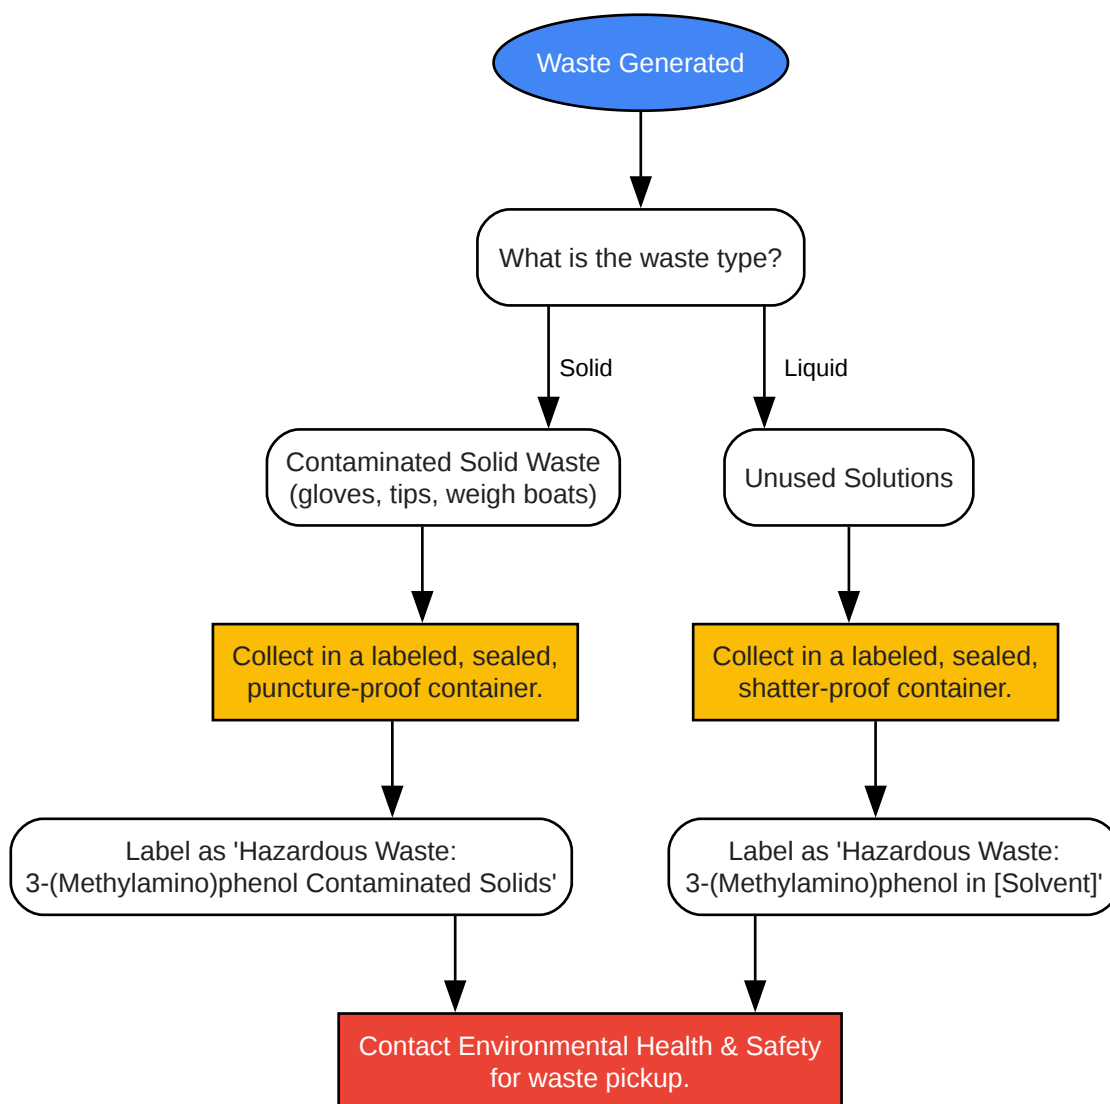 Waste Generated
What is the waste type?
Solid
Liquid
Contaminated Solid Waste
(gloves, tips, weigh boats)
Unused Solutions
Collect in a labeled, sealed,
puncture-proof container.
Collect in a labeled, sealed,
shatter-proof container.
Label as 'Hazardous Waste:
3-(Methylamino)phenol Contaminated Solids'
Label as 'Hazardous Waste:
3-(Methylamino)phenol in [Solvent]'
Contact Environmental Health & Safety
for waste pickup.